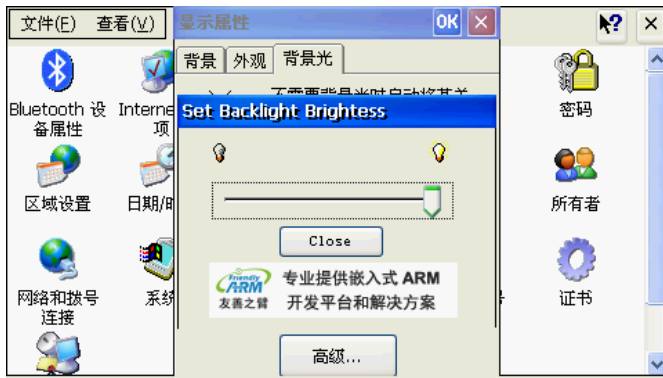 文件(F) 查看(V)
显示属性
OK
背景
外观
背景光
Set Backlight Brightess
Close
Friendly
ARM
友善之臂
专业提供嵌入式 ARM
开发平台和解决方案
高级...
Bluetooth 设
备属性
Interne
项
密码
区域设置
日期/时
所有者
网络和拨号
连接
系统
证书